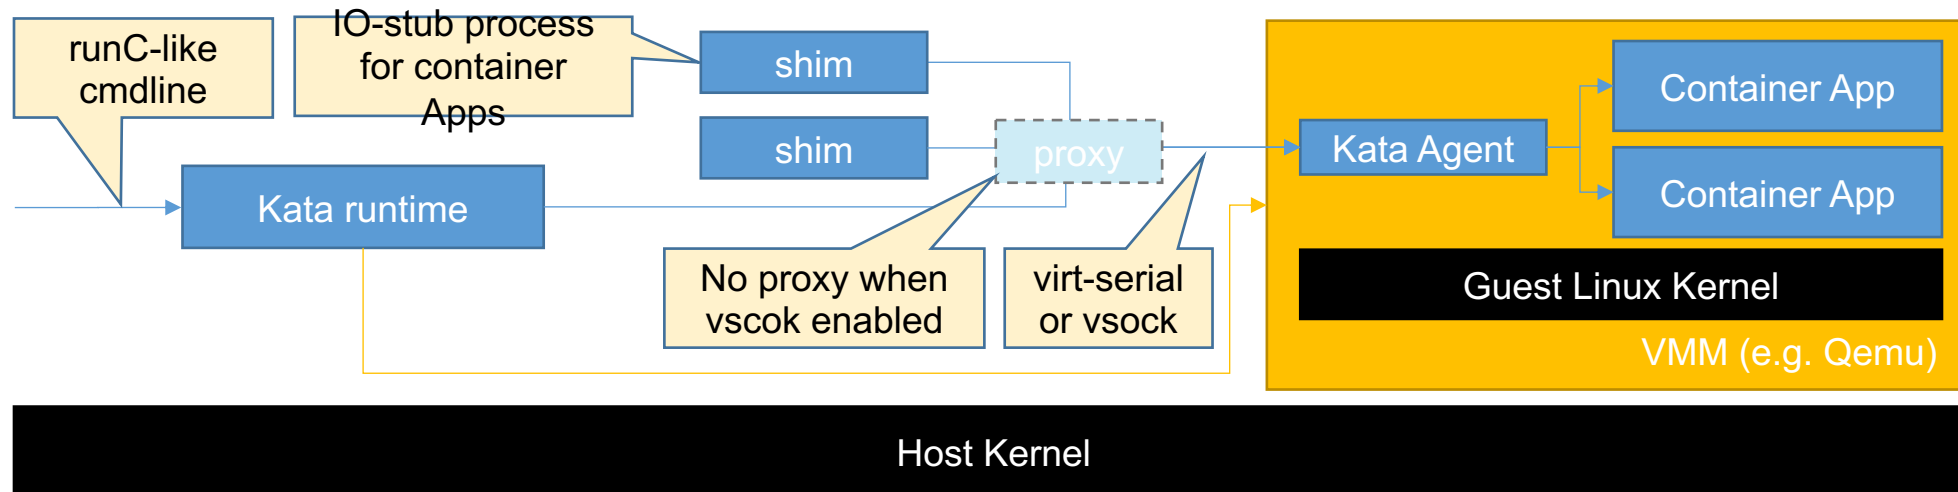 runC-like
cmdline
IO-stub process
for container
Apps
shim
shim
proxy
Kata runtime
No proxy when
vscok enabled
virt-serial
or vsock
Kata Agent
Container App
Container App
Guest Linux Kernel
VMM (e.g. Qemu)
Host Kernel